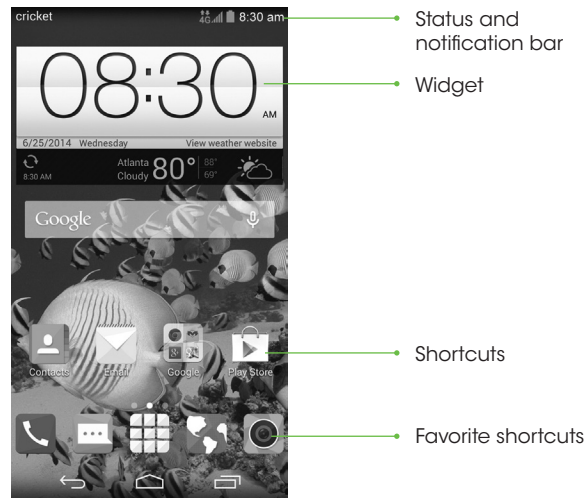 cricket 4G 8:30 am
Status and
notification bar
08:30 AM
Widget
6/25/2014 Wednesday View weather website
8:30 AM
Atlanta
Cloudy
80°
88°
69°
Google
Contacts Email Google Play Store
Shortcuts
Favorite shortcuts